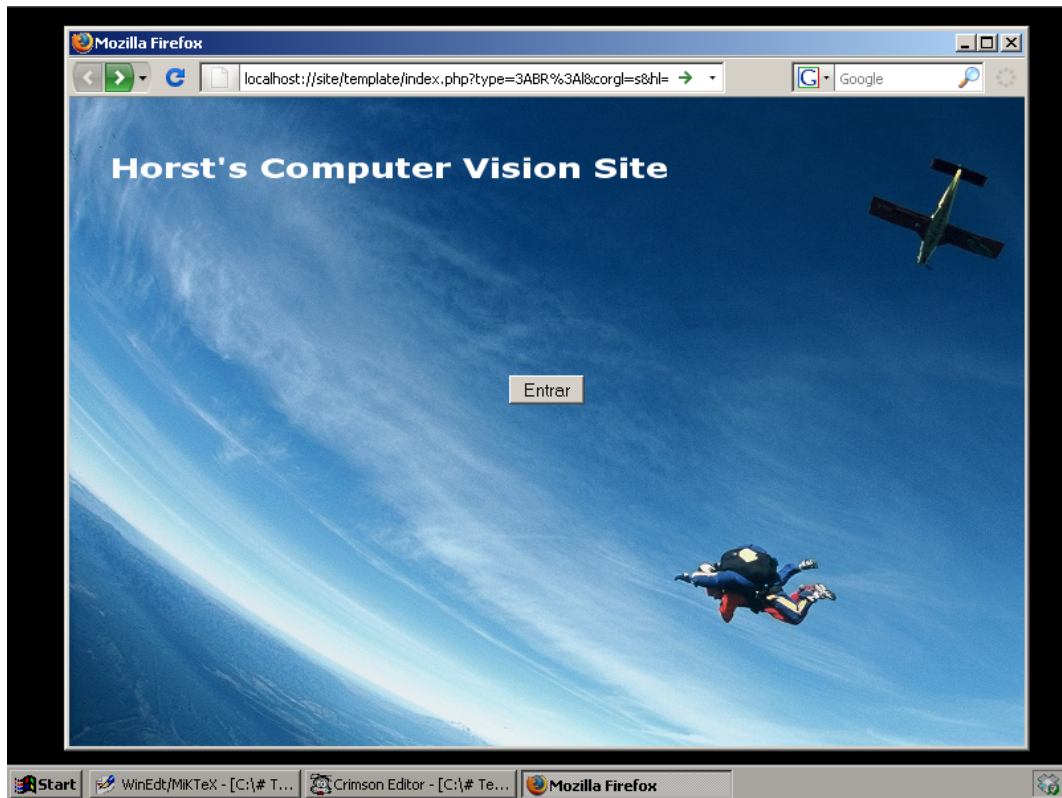 Mozilla Firefox
localhost://site/template/index.php?type=3ABR%3Al&corgl=s&hl=
G Google
Horst's Computer Vision Site
Entrar
Start WinEdt/MiKTeX - [C:\# T... Crimson Editor - [C:\# Te... Mozilla Firefox